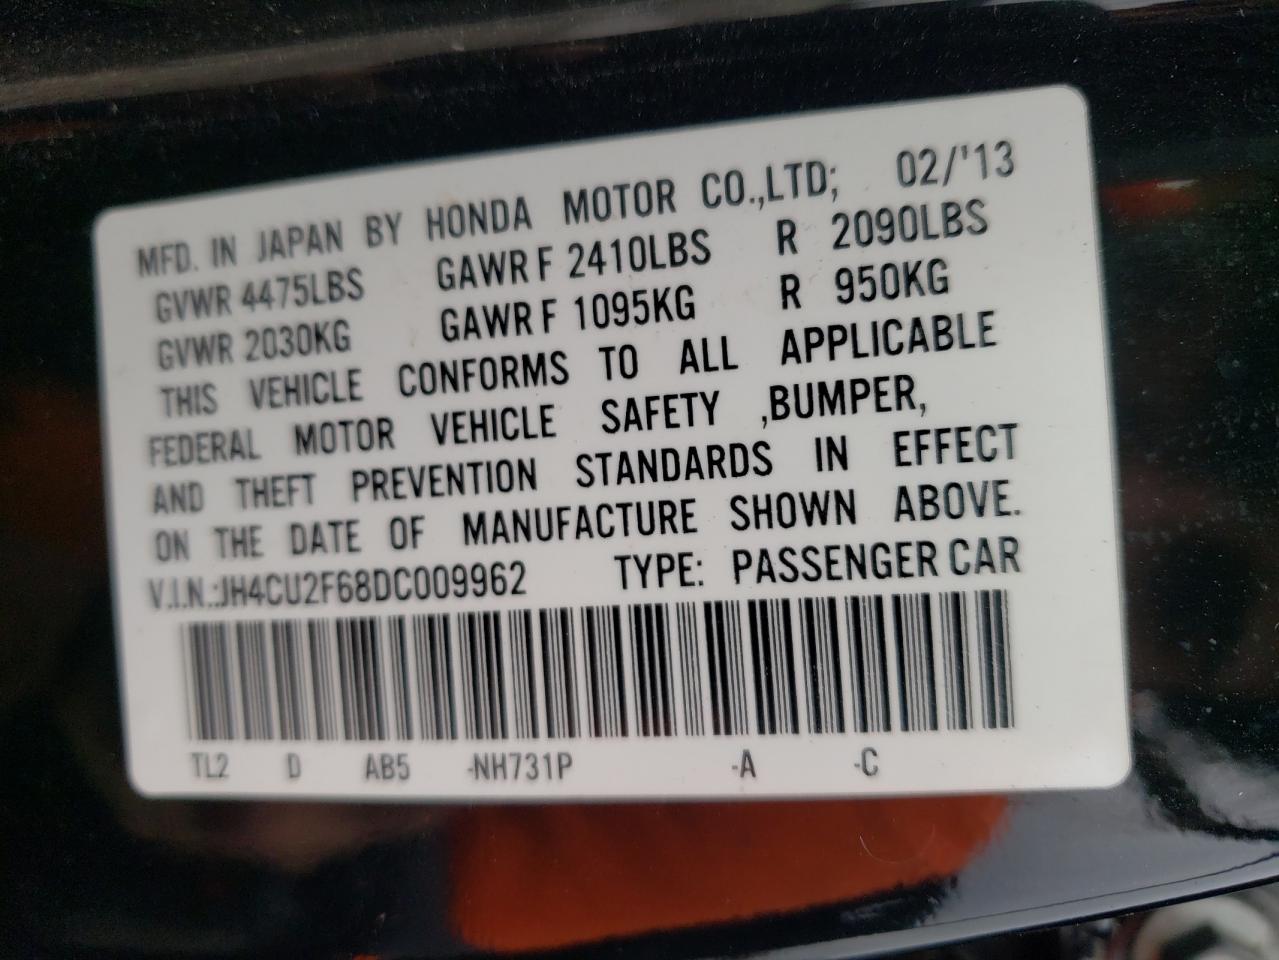 MFD. IN JAPAN BY HONDA MOTOR CO.,LTD; 02/'13
GVWR 4475LBS GAWR F 2410LBS R 2090LBS
GVWR 2030KG GAWR F 1095KG R 950KG
THIS VEHICLE CONFORMS TO ALL APPLICABLE
FEDERAL MOTOR VEHICLE SAFETY ,BUMPER,
AND THEFT PREVENTION STANDARDS IN EFFECT
ON THE DATE OF MANUFACTURE SHOWN ABOVE.
V.I.N.:JH4CU2F68DC009962 TYPE: PASSENGER CAR
TL2 D AB5 -NH731P -A -C